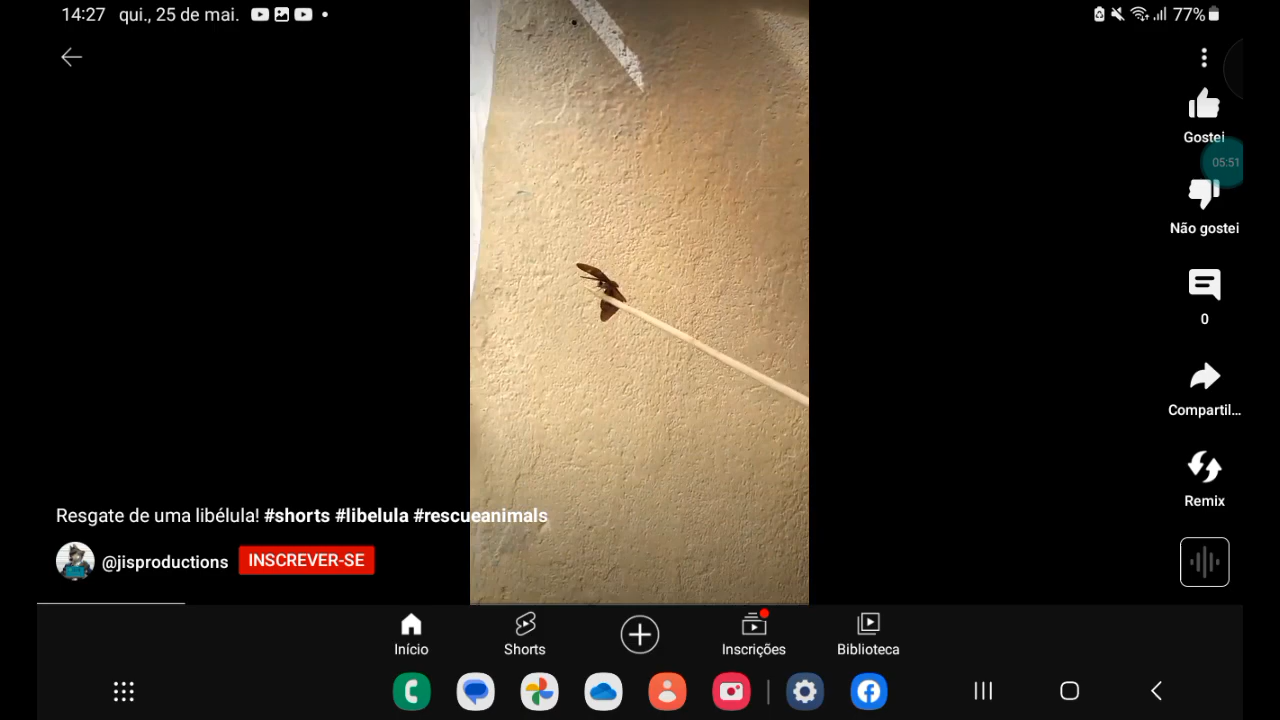 14:27 qui., 25 de mai. •
77%
Gostei
05:51
Não gostei
0
Compartil...
Remix
Resgate de uma libélula! #shorts #libelula #rescueanimals
@jisproductions INSCREVER-SE
Início Shorts Inscrições Biblioteca